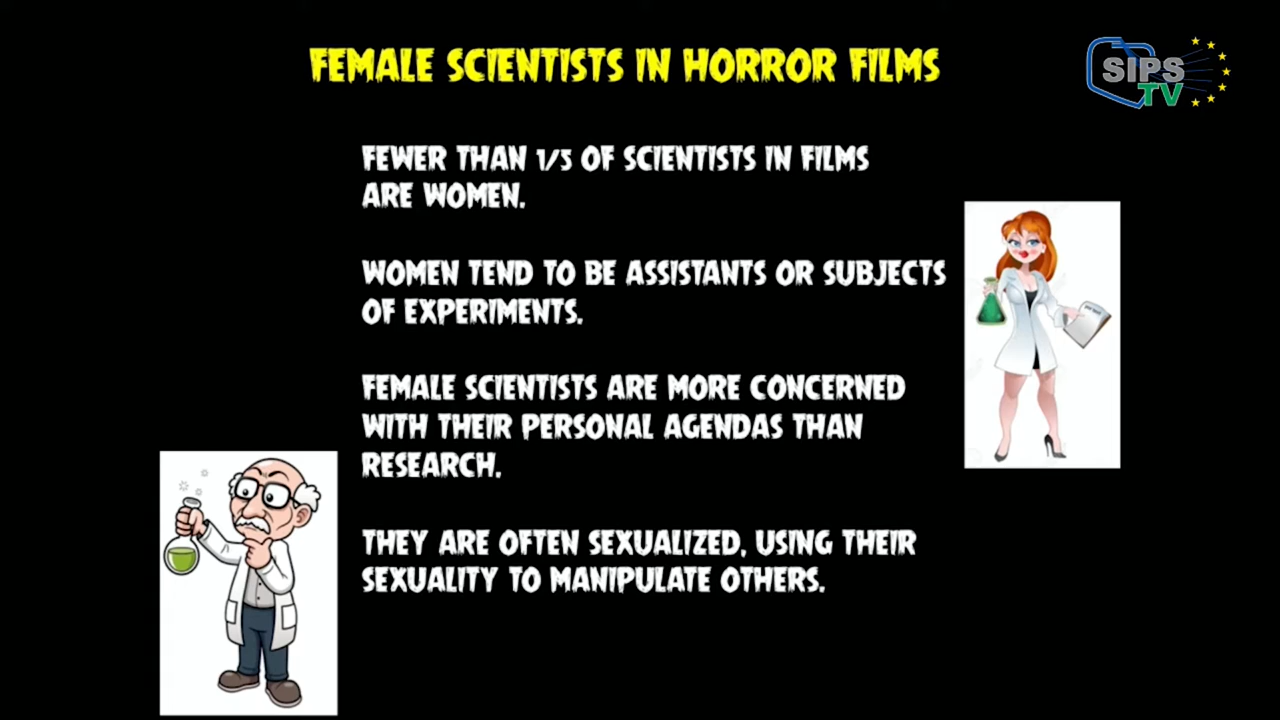 FEMALE SCIENTISTS IN HORROR FILMS
SIPS
TV
FEWER THAN 1/5 OF SCIENTISTS IN FILMS
ARE WOMEN.
WOMEN TEND TO BE ASSISTANTS OR SUBJECTS
OF EXPERIMENTS.
FEMALE SCIENTISTS ARE MORE CONCERNED
WITH THEIR PERSONAL AGENDAS THAN
RESEARCH.
THEY ARE OFTEN SEXUALIZED, USING THEIR
SEXUALITY TO MANIPULATE OTHERS.